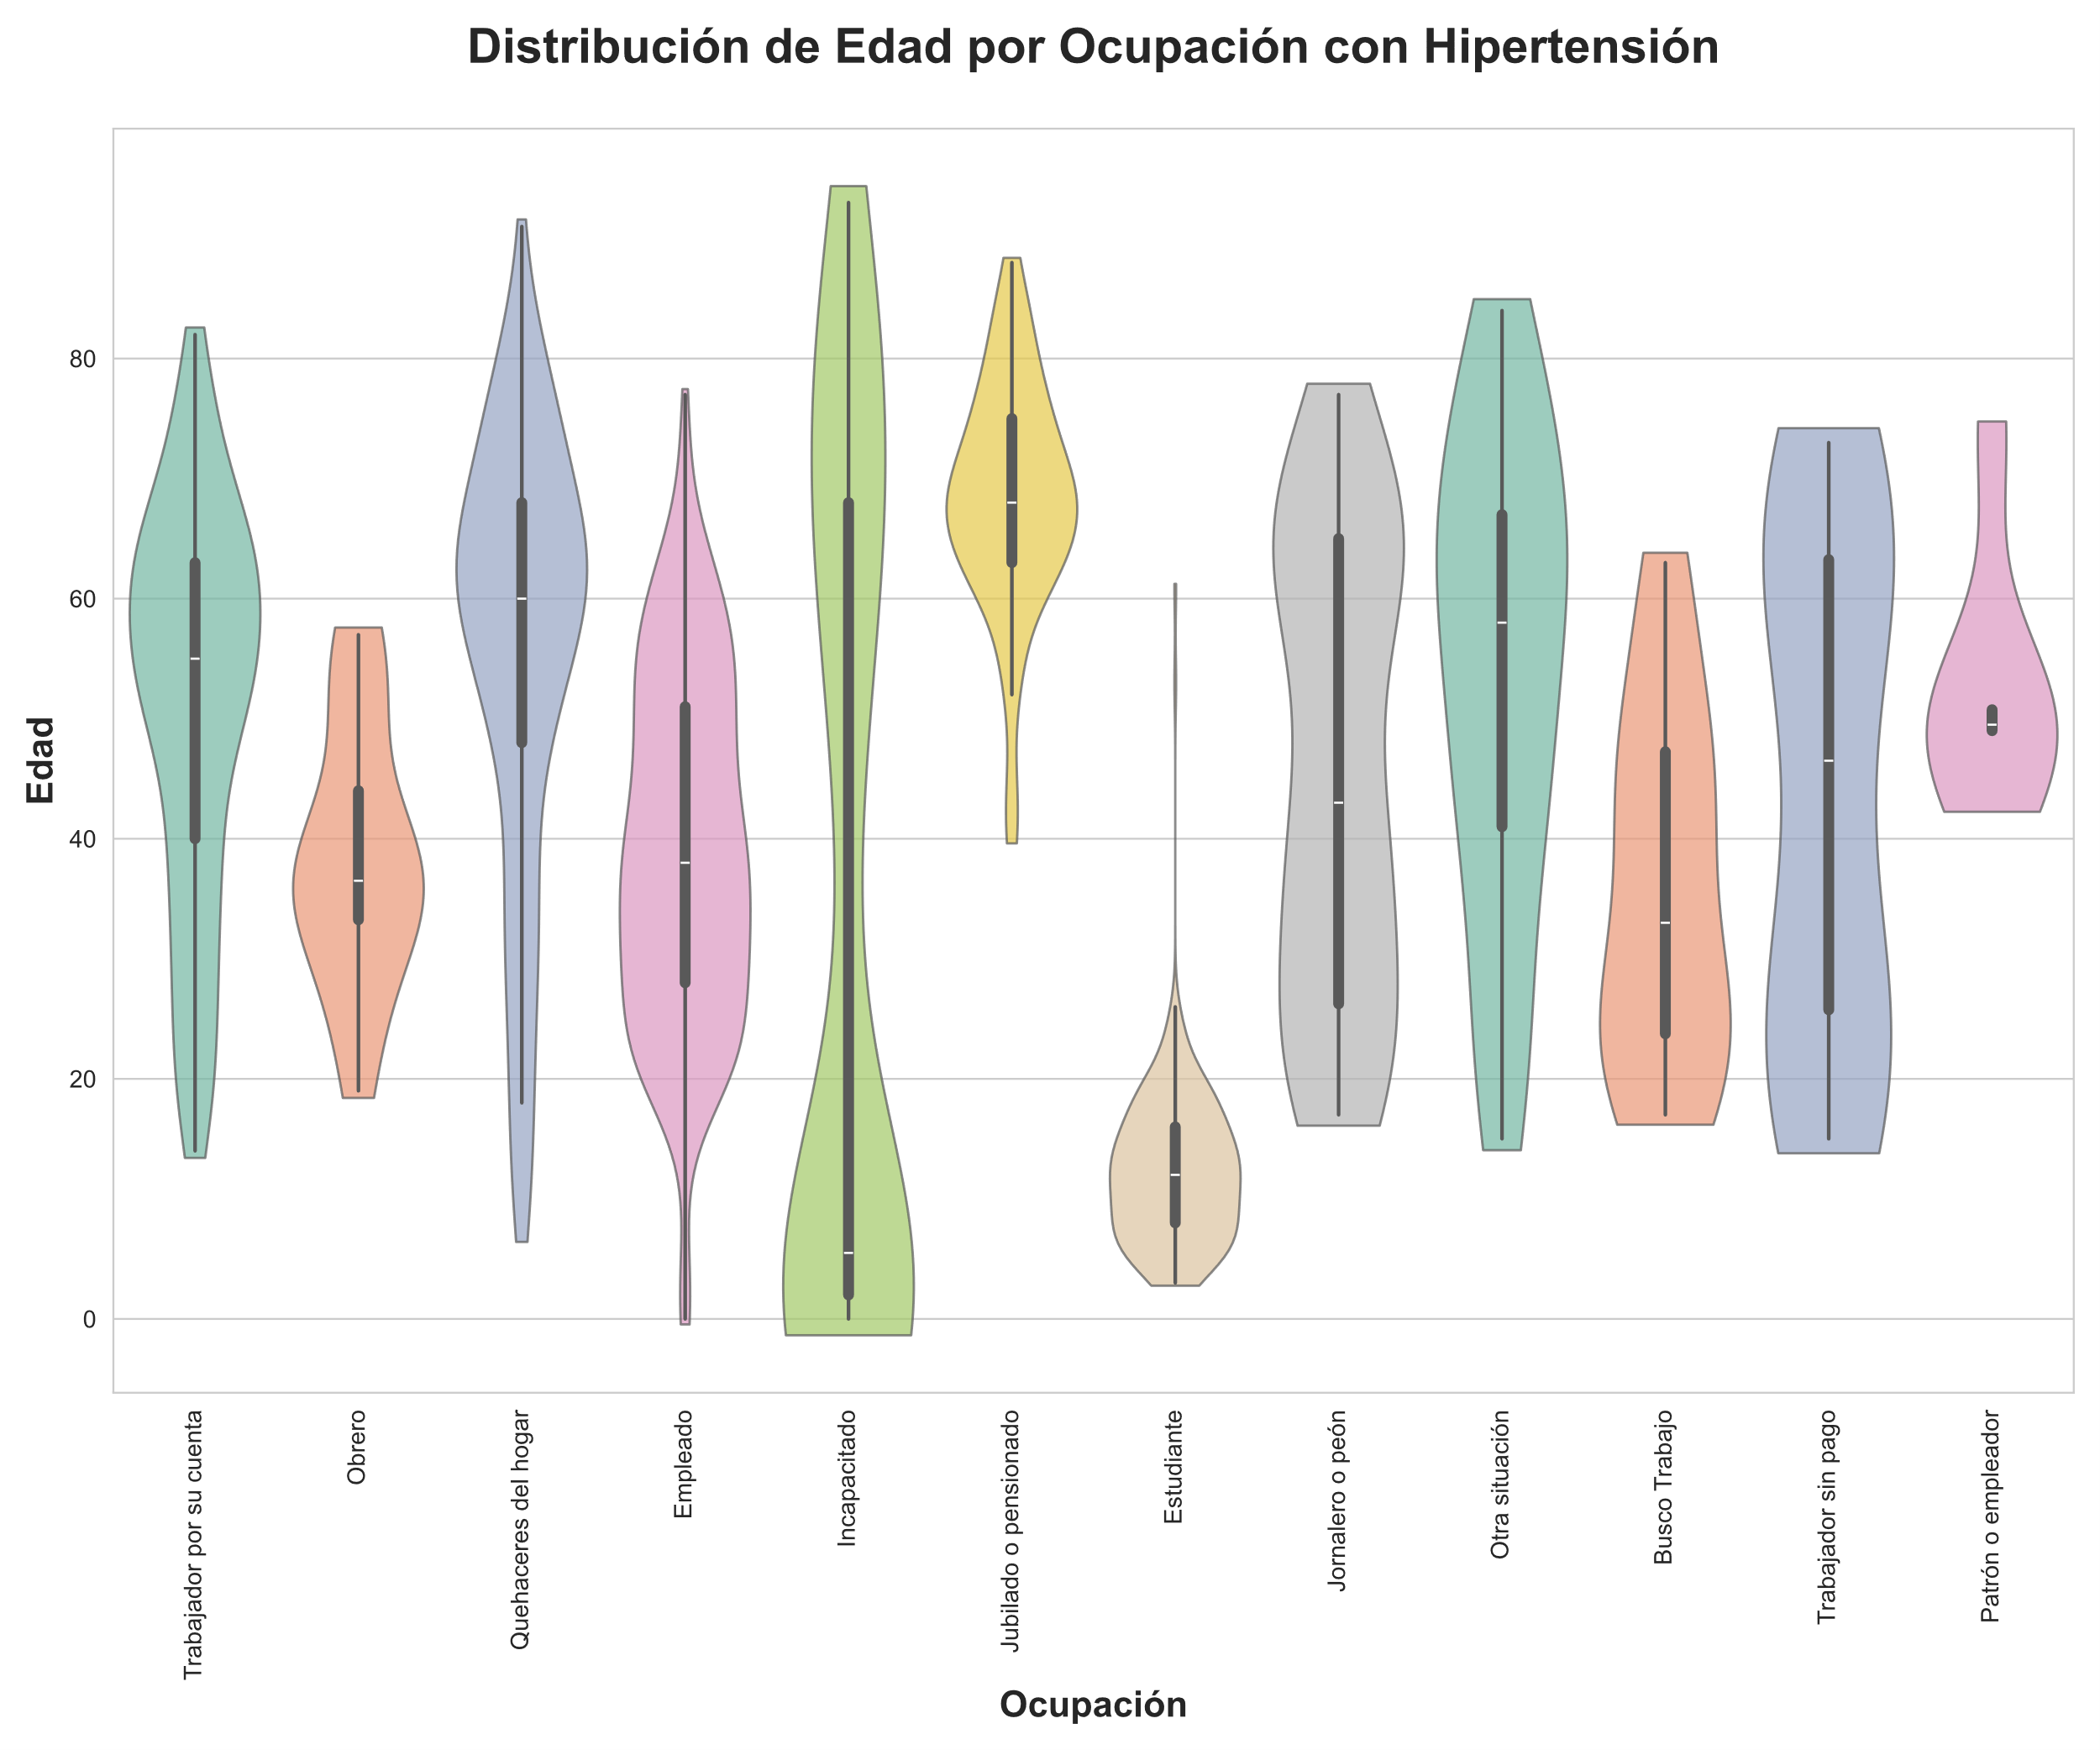 Distribución de Edad por Ocupación con Hipertensión
Edad
80
60
40
20
0
Trabajador por su cuenta
Obrero
Quehaceres del hogar
Empleado
Incapacitado
Jubilado o pensionado
Estudiante
Jornalero o peón
Otra situación
Busco Trabajo
Trabajador sin pago
Patrón o empleador
Ocupación